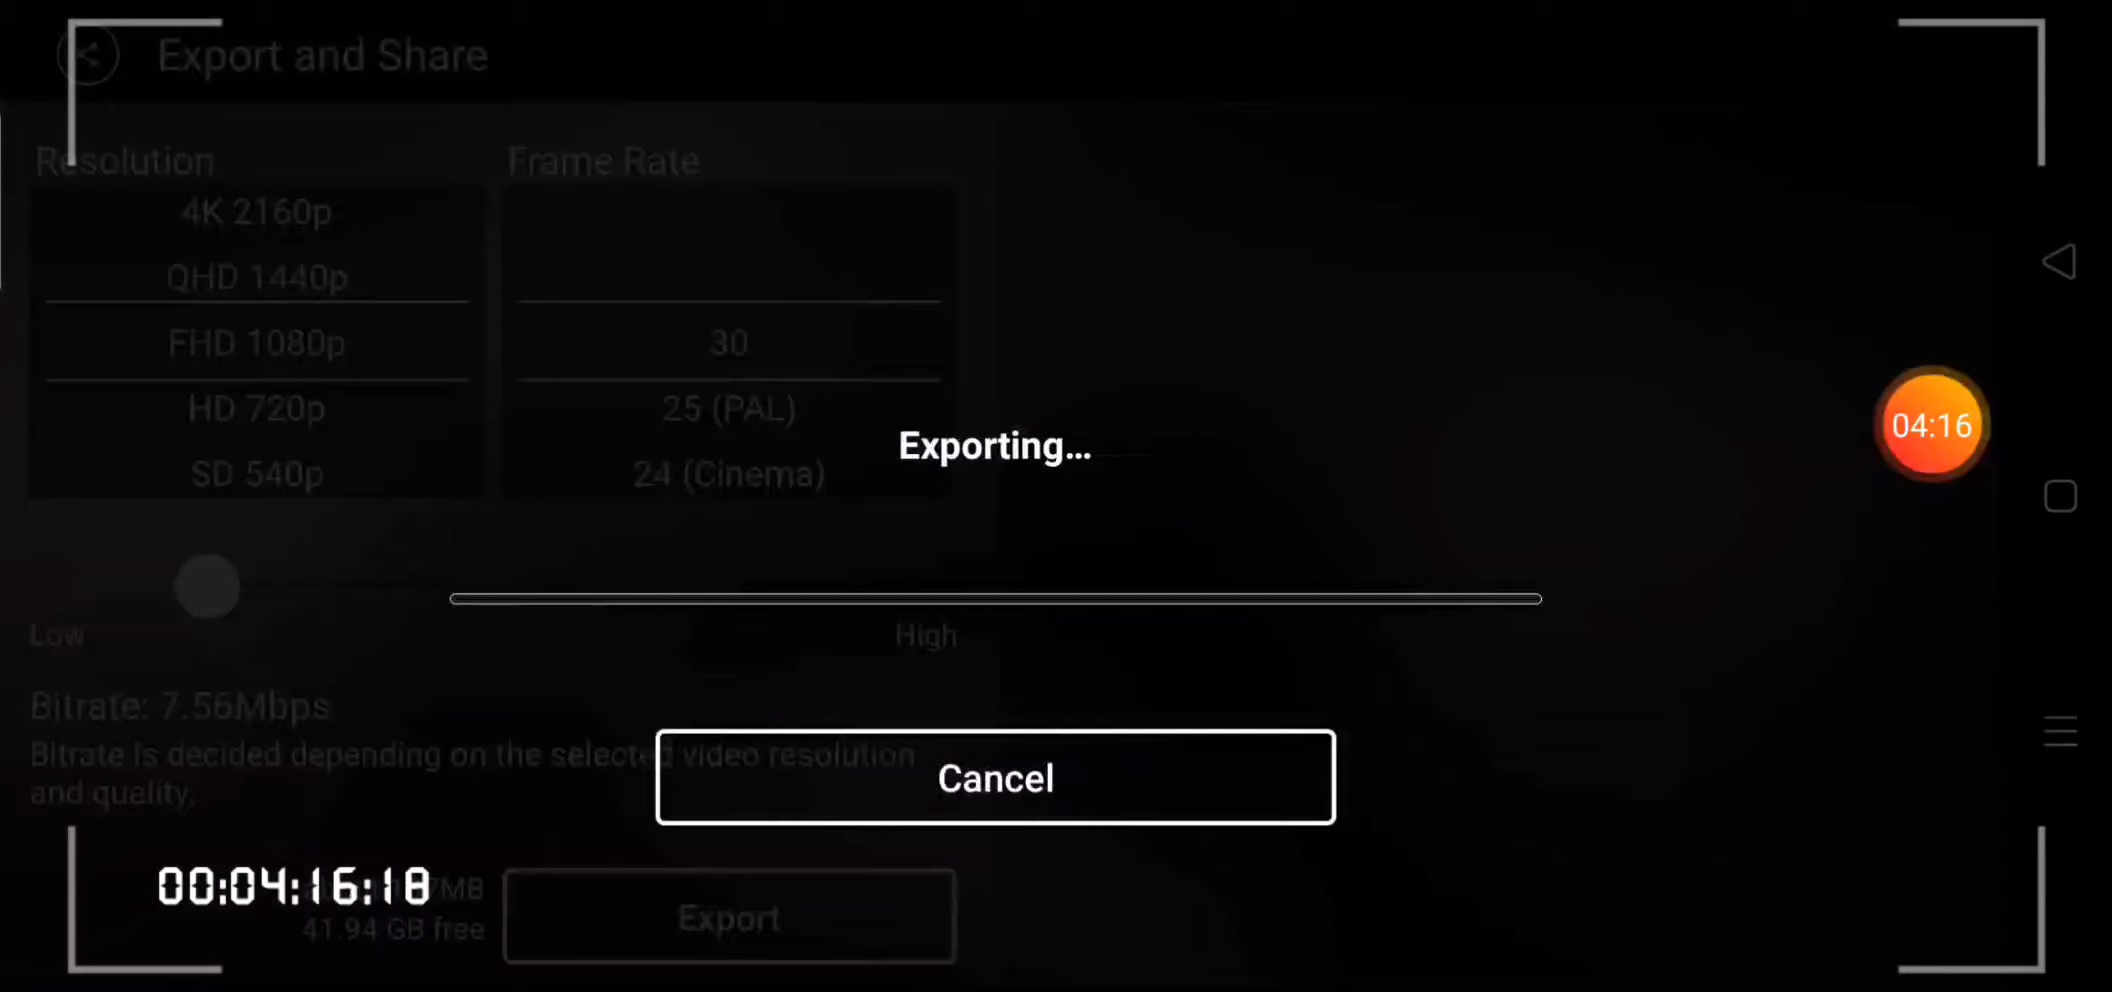 Export and Share
Resolution
Frame Rate
4K 2160p
QHD 1440p
FHD 1080p
30
HD 720p
25 (PAL)
SD 540p
24 (Cinema)
Exporting...
04:16
Low
High
Bitrate: 7.56Mbps
Bitrate is decided depending on the selected video resolution
and quality.
Cancel
00:04:16:18
7MB
41.94 GB free
Export